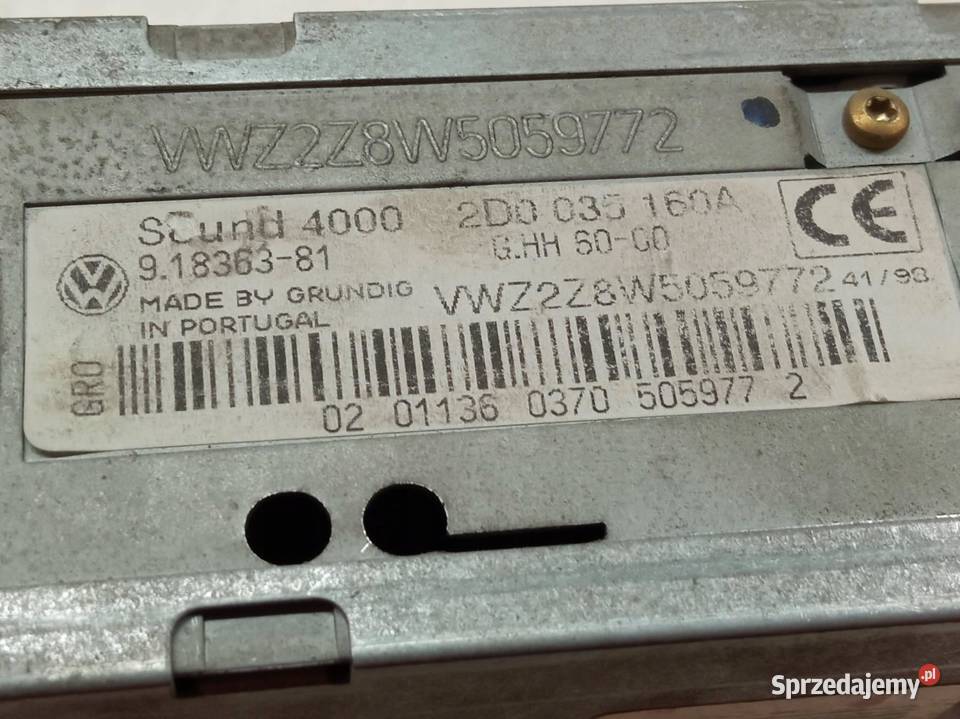 VWZ2Z8W5059772
Sound 4000 2D0 035 160A
9.18363-81 G.HH 60-00
MADE BY GRUNDIG VWZ2Z8W5059772 41/98
IN PORTUGAL
GRO
02 01136 0370 505977 2
CE
Sprzedajemy.pl